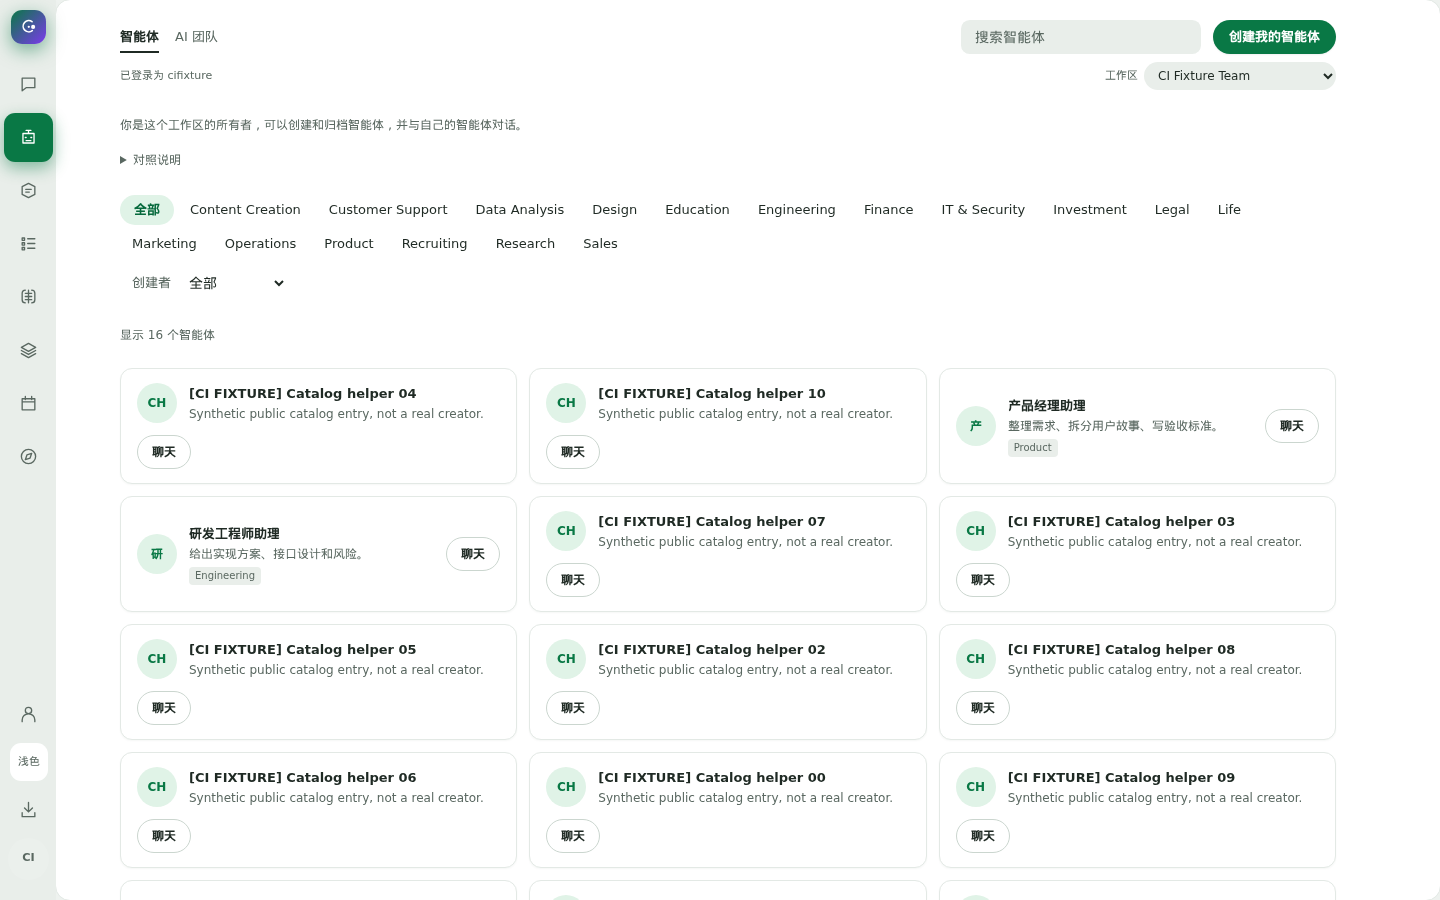 智能体
AI 团队
搜索智能体
创建我的智能体
已登录为 cifixture
工作区
CI Fixture Team
你是这个工作区的所有者，可以创建和归档智能体，并与自己的智能体对话。
对照说明
全部
Content Creation
Customer Support
Data Analysis
Design
Education
Engineering
Finance
IT & Security
Investment
Legal
Life
Marketing
Operations
Product
Recruiting
Research
Sales
创建者
全部
显示 16 个智能体
CH
[CI FIXTURE] Catalog helper 04
Synthetic public catalog entry, not a real creator.
聊天
CH
[CI FIXTURE] Catalog helper 10
Synthetic public catalog entry, not a real creator.
聊天
产
产品经理助理
整理需求、拆分用户故事、写验收标准。
Product
聊天
研
研发工程师助理
给出实现方案、接口设计和风险。
Engineering
聊天
CH
[CI FIXTURE] Catalog helper 07
Synthetic public catalog entry, not a real creator.
聊天
CH
[CI FIXTURE] Catalog helper 03
Synthetic public catalog entry, not a real creator.
聊天
CH
[CI FIXTURE] Catalog helper 05
Synthetic public catalog entry, not a real creator.
聊天
CH
[CI FIXTURE] Catalog helper 02
Synthetic public catalog entry, not a real creator.
聊天
CH
[CI FIXTURE] Catalog helper 08
Synthetic public catalog entry, not a real creator.
聊天
CH
[CI FIXTURE] Catalog helper 06
Synthetic public catalog entry, not a real creator.
聊天
CH
[CI FIXTURE] Catalog helper 00
Synthetic public catalog entry, not a real creator.
聊天
CH
[CI FIXTURE] Catalog helper 09
Synthetic public catalog entry, not a real creator.
聊天
浅色
CI